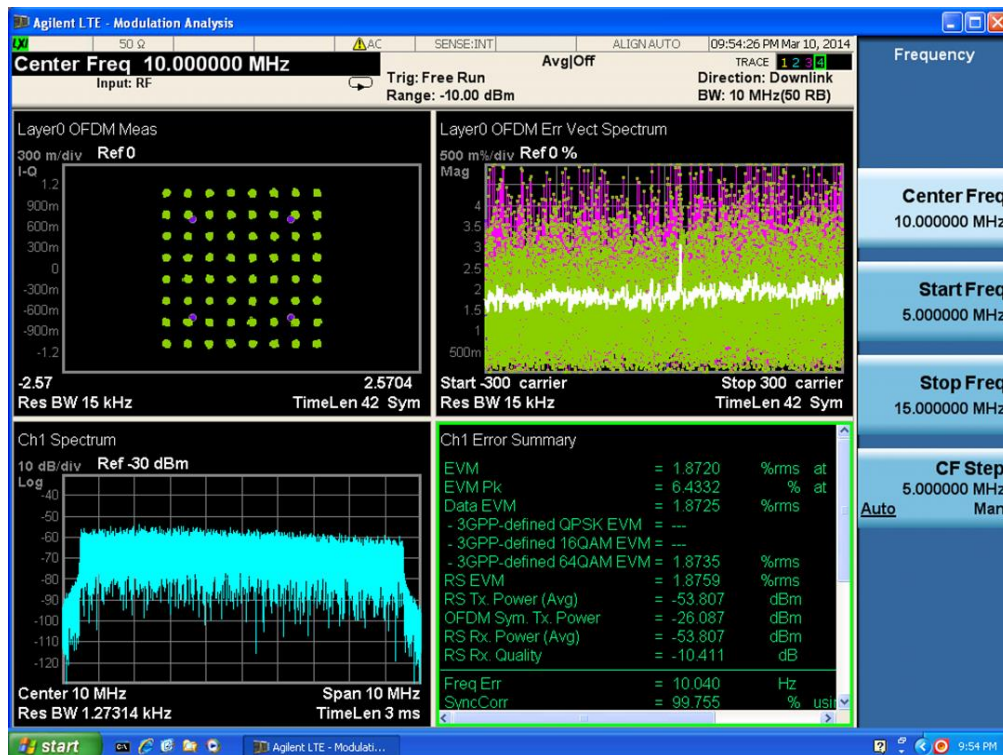 Agilent LTE - Modulation Analysis
LXI 50 Ω AC SENSE:INT ALIGN AUTO 09:54:26 PM Mar 10, 2014
Center Freq 10.000000 MHz
Input: RF
Trig: Free Run
Range: -10.00 dBm
Avg|Off
TRACE 1 2 3 4
Direction: Downlink
BW: 10 MHz(50 RB)
Layer0 OFDM Meas
300 m/div Ref 0
I-Q
1.2
900m
600m
300m
0
-300m
-600m
-900m
-1.2
-2.57 2.5704
Res BW 15 kHz TimeLen 42 Sym
Layer0 OFDM Err Vect Spectrum
500 m%/div Ref 0 %
Mag
4
3.5
3
2.5
2
1.5
1
500m
Start -300 carrier Stop 300 carrier
Res BW 15 kHz TimeLen 42 Sym
Ch1 Spectrum
10 dB/div Ref -30 dBm
Log
-40
-50
-60
-70
-80
-90
-100
-110
-120
Center 10 MHz Span 10 MHz
Res BW 1.27314 kHz TimeLen 3 ms
Ch1 Error Summary
EVM = 1.8720 %rms at
EVM Pk = 6.4332 % at
Data EVM = 1.8725 %rms
- 3GPP-defined QPSK EVM = ---
- 3GPP-defined 16QAM EVM = ---
- 3GPP-defined 64QAM EVM = 1.8735 %rms
RS EVM = 1.8759 %rms
RS Tx. Power (Avg) = -53.807 dBm
OFDM Sym. Tx. Power = -26.087 dBm
RS Rx. Power (Avg) = -53.807 dBm
RS Rx. Quality = -10.411 dB
Freq Err = 10.040 Hz
SyncCorr = 99.755 % usin
Frequency
Center Freq
10.000000 MHz
Start Freq
5.000000 MHz
Stop Freq
15.000000 MHz
CF Step
5.000000 MHz
Auto Man
start Agilent LTE - Modulati... 9:54 PM